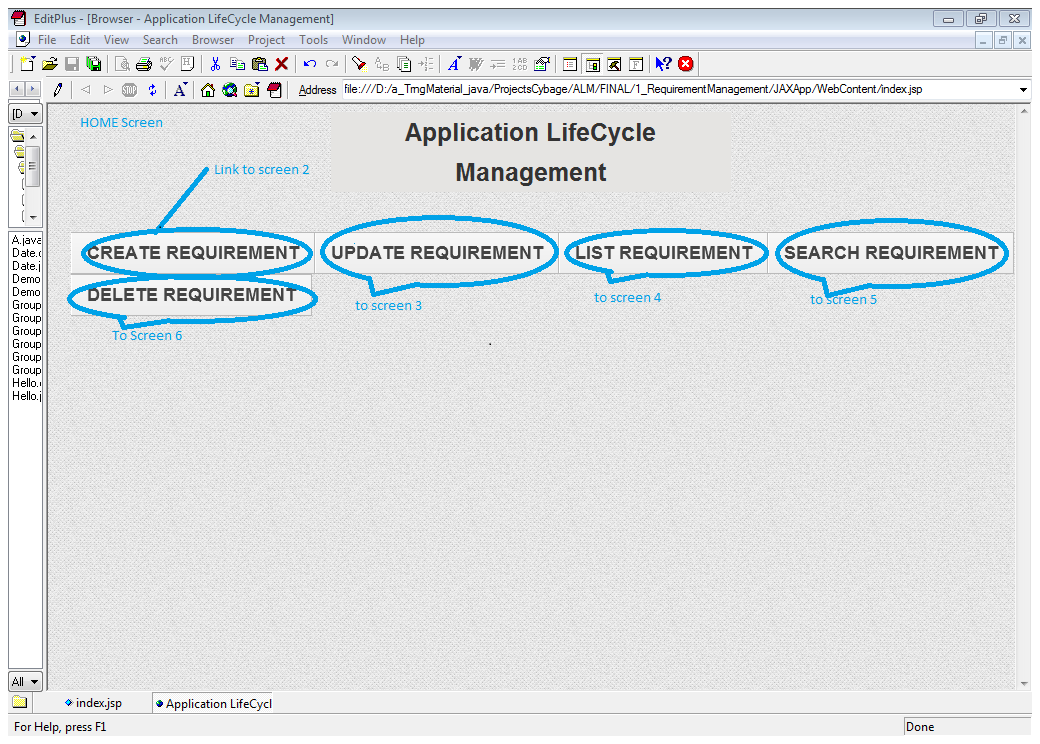 EditPlus - [Browser - Application LifeCycle Management]
File Edit View Search Browser Project Tools Window Help
Address file:///D:/a_TrngMaterial_java/ProjectsCybage/ALM/FINAL/1_RequirementManagement/JAXApp/WebContent/index.jsp
[D
HOME Screen
Application LifeCycle
Management
Link to screen 2
CREATE REQUIREMENT UPDATE REQUIREMENT LIST REQUIREMENT SEARCH REQUIREMENT
DELETE REQUIREMENT
to screen 3
to screen 4
to screen 5
To Screen 6
A.java
Date.c
Date.j
Demo
Demo
Group
Group
Group
Group
Group
Group
Hello.c
Hello.j
All
index.jsp
Application LifeCycl
For Help, press F1
Done